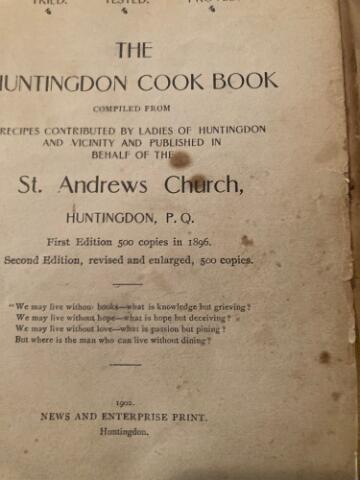 TRIED. TESTED. PROVED.
THE
HUNTINGDON COOK BOOK
COMPILED FROM
RECIPES CONTRIBUTED BY LADIES OF HUNTINGDON
AND VICINITY AND PUBLISHED IN
BEHALF OF THE
St. Andrews Church,
HUNTINGDON, P. Q.
First Edition 500 copies in 1896.
Second Edition, revised and enlarged, 500 copies.
"We may live without books—what is knowledge but grieving?
We may live without hope—what is hope but deceiving?
We may live without love—what is passion but pining?
But where is the man who can live without dining?
1902.
NEWS AND ENTERPRISE PRINT.
Huntingdon.